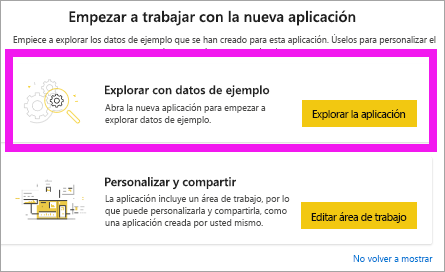 Empezar a trabajar con la nueva aplicación
Empiece a explorar los datos de ejemplo que se han creado para esta aplicación. Úselos para personalizar el
Explorar con datos de ejemplo
Abra la nueva aplicación para empezar a
explorar datos de ejemplo.
Explorar la aplicación
Personalizar y compartir
La aplicación incluye un área de trabajo, por lo
que puede personalizarla y compartirla, como
una aplicación creada por usted mismo.
Editar área de trabajo
No volver a mostrar